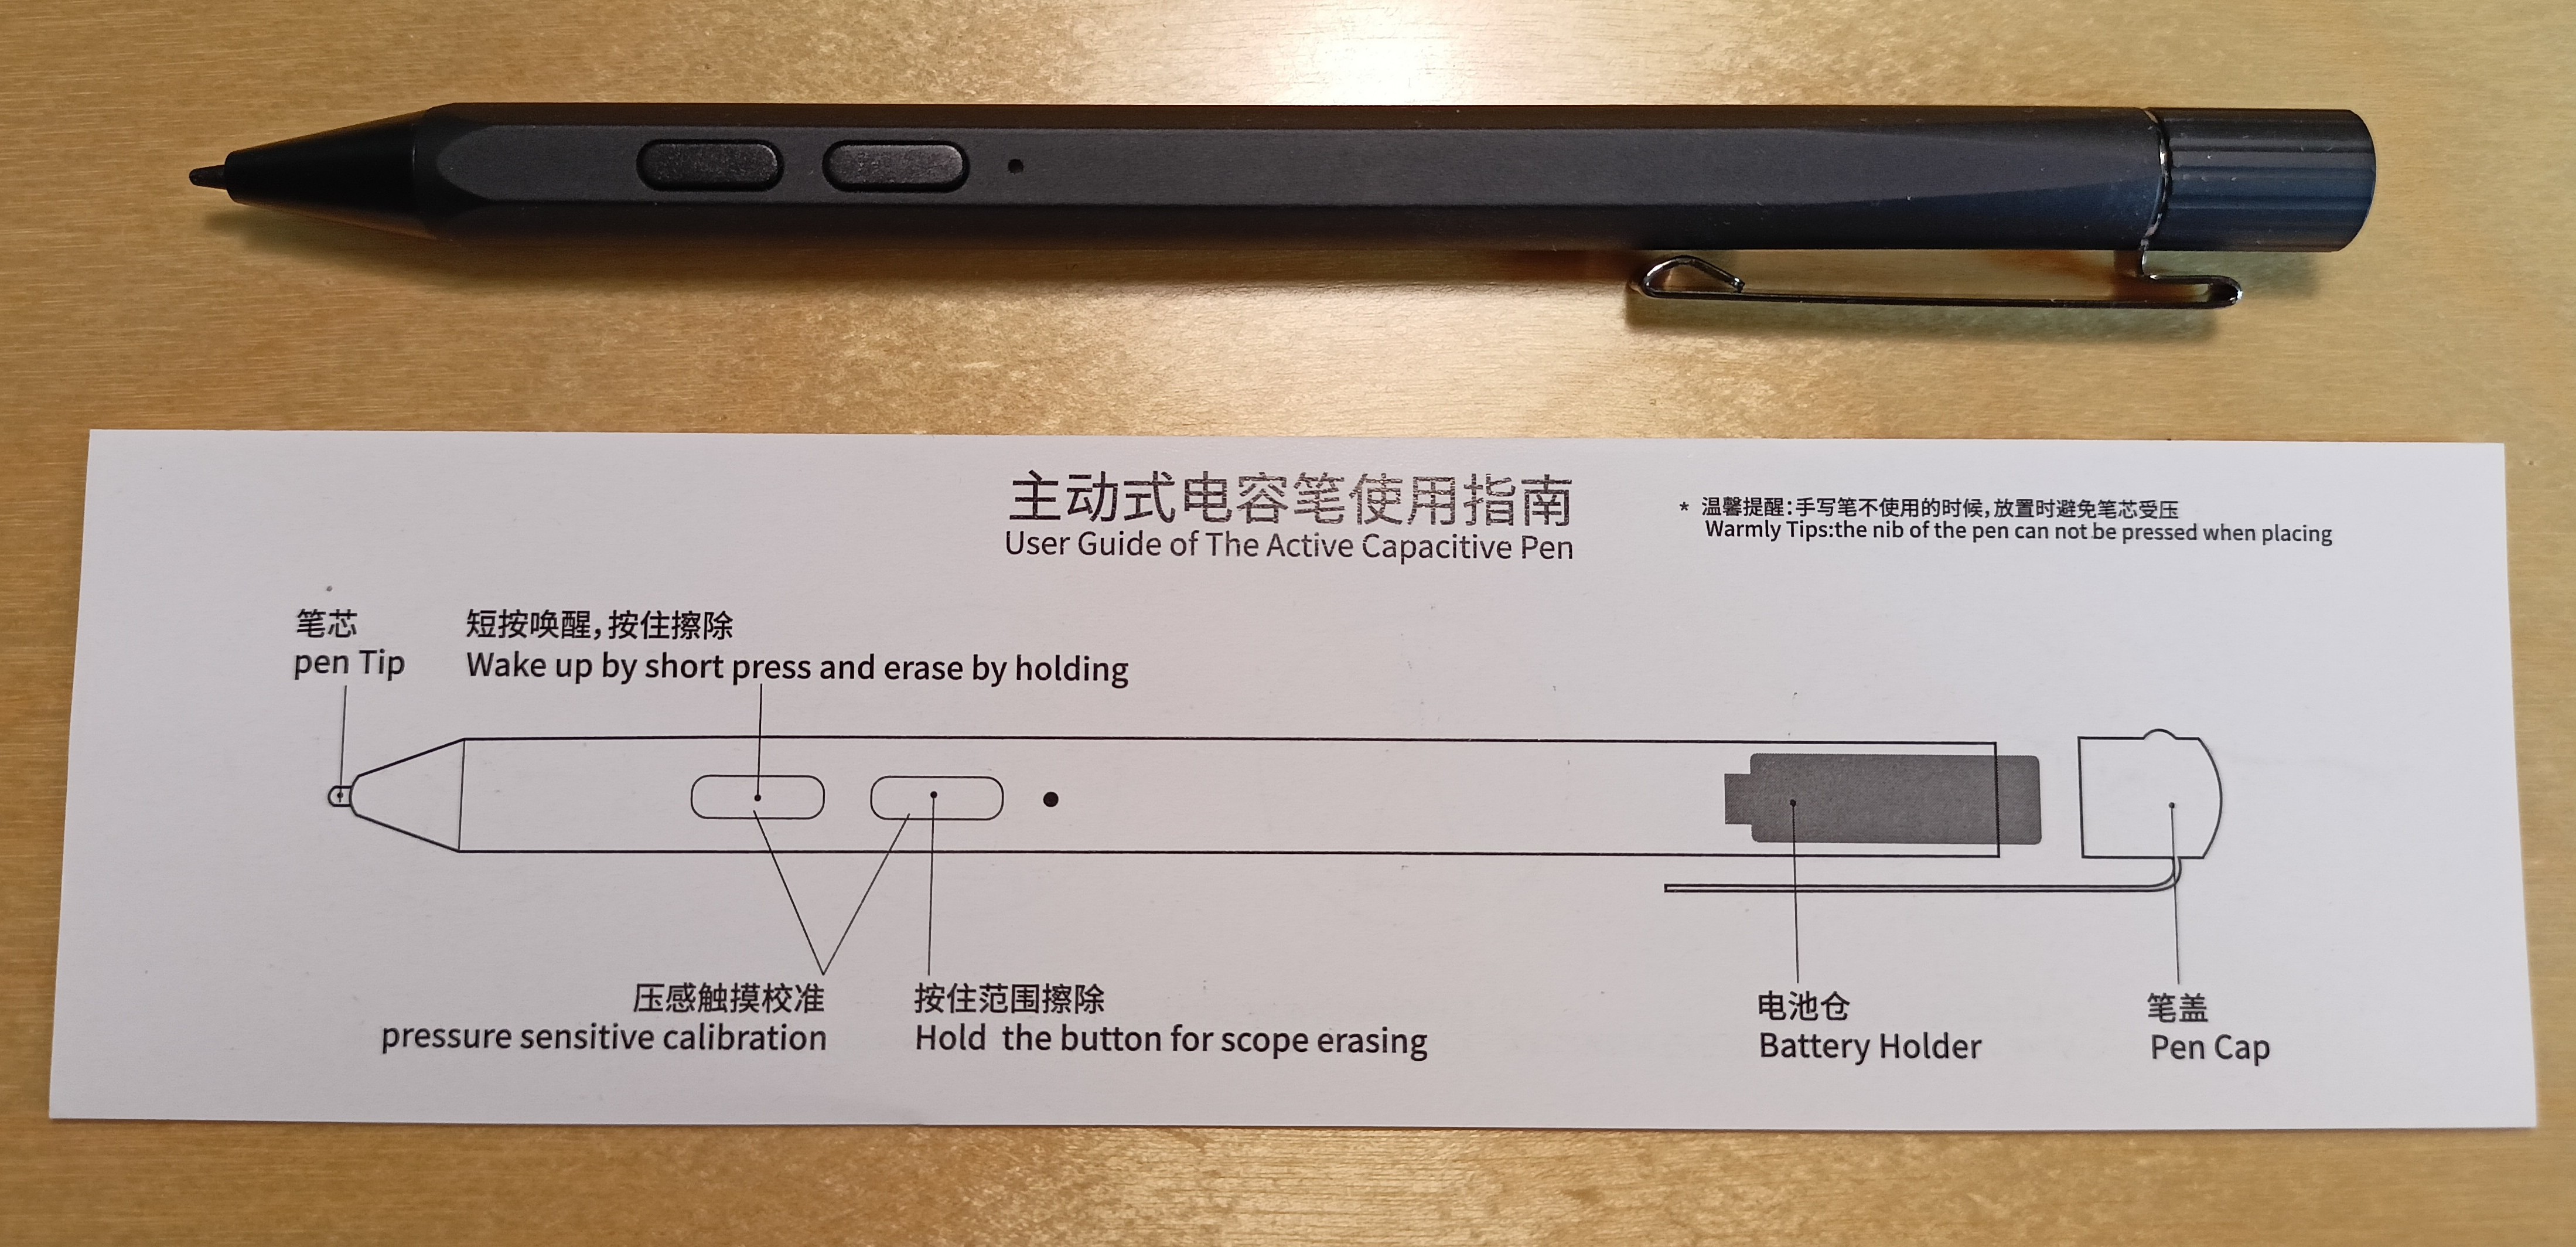 主动式电容笔使用指南
User Guide of The Active Capacitive Pen
* 温馨提醒：手写笔不使用的时候，放置时避免笔芯受压
Warmly Tips:the nib of the pen can not be pressed when placing
笔芯
pen Tip
短按唤醒，按住擦除
Wake up by short press and erase by holding
压感触摸校准
pressure sensitive calibration
按住范围擦除
Hold the button for scope erasing
电池仓
Battery Holder
笔盖
Pen Cap